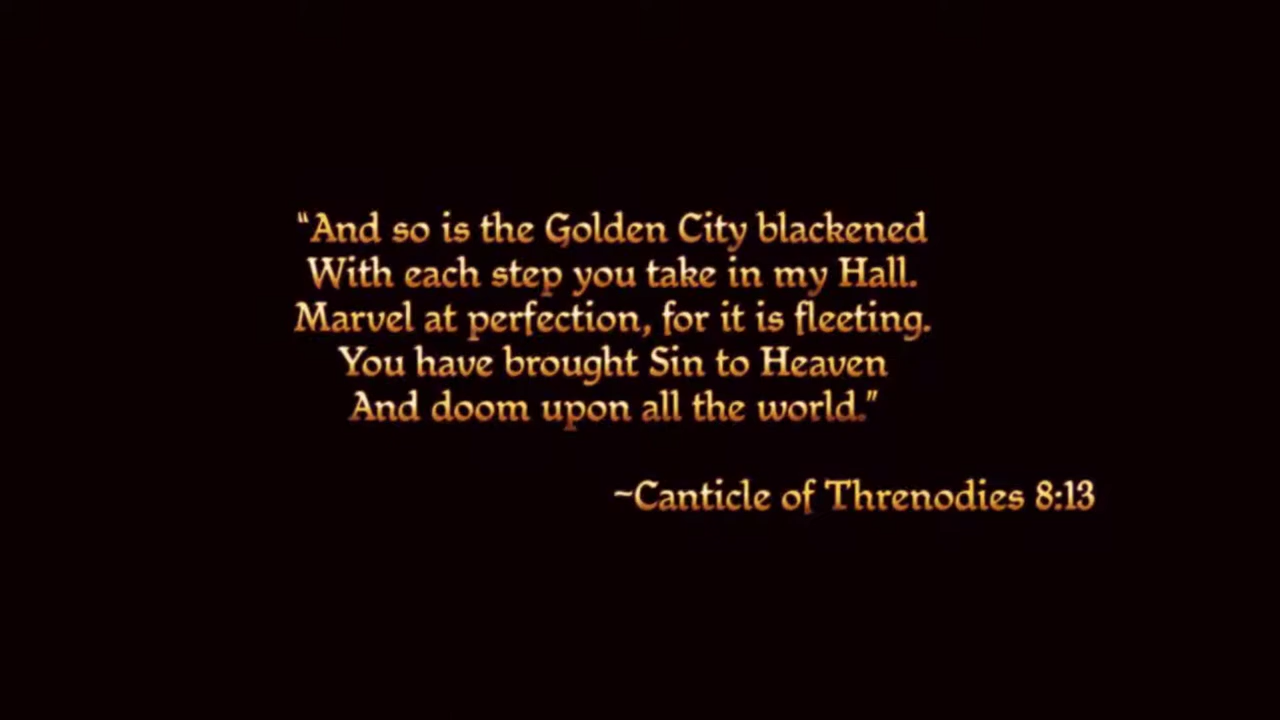 “And so is the Golden City blackened
With each step you take in my Hall.
Marvel at perfection, for it is fleeting.
You have brought Sin to Heaven
And doom upon all the world.”
~Canticle of Threnodies 8:13